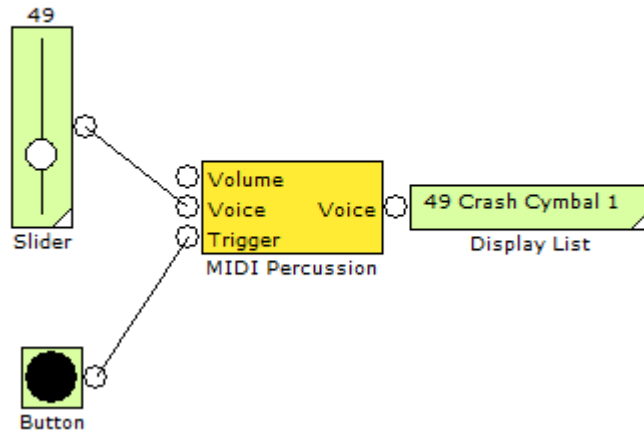 49
Slider
Volume
Voice Voice
Trigger
MIDI Percussion
49 Crash Cymbal 1
Display List
Button